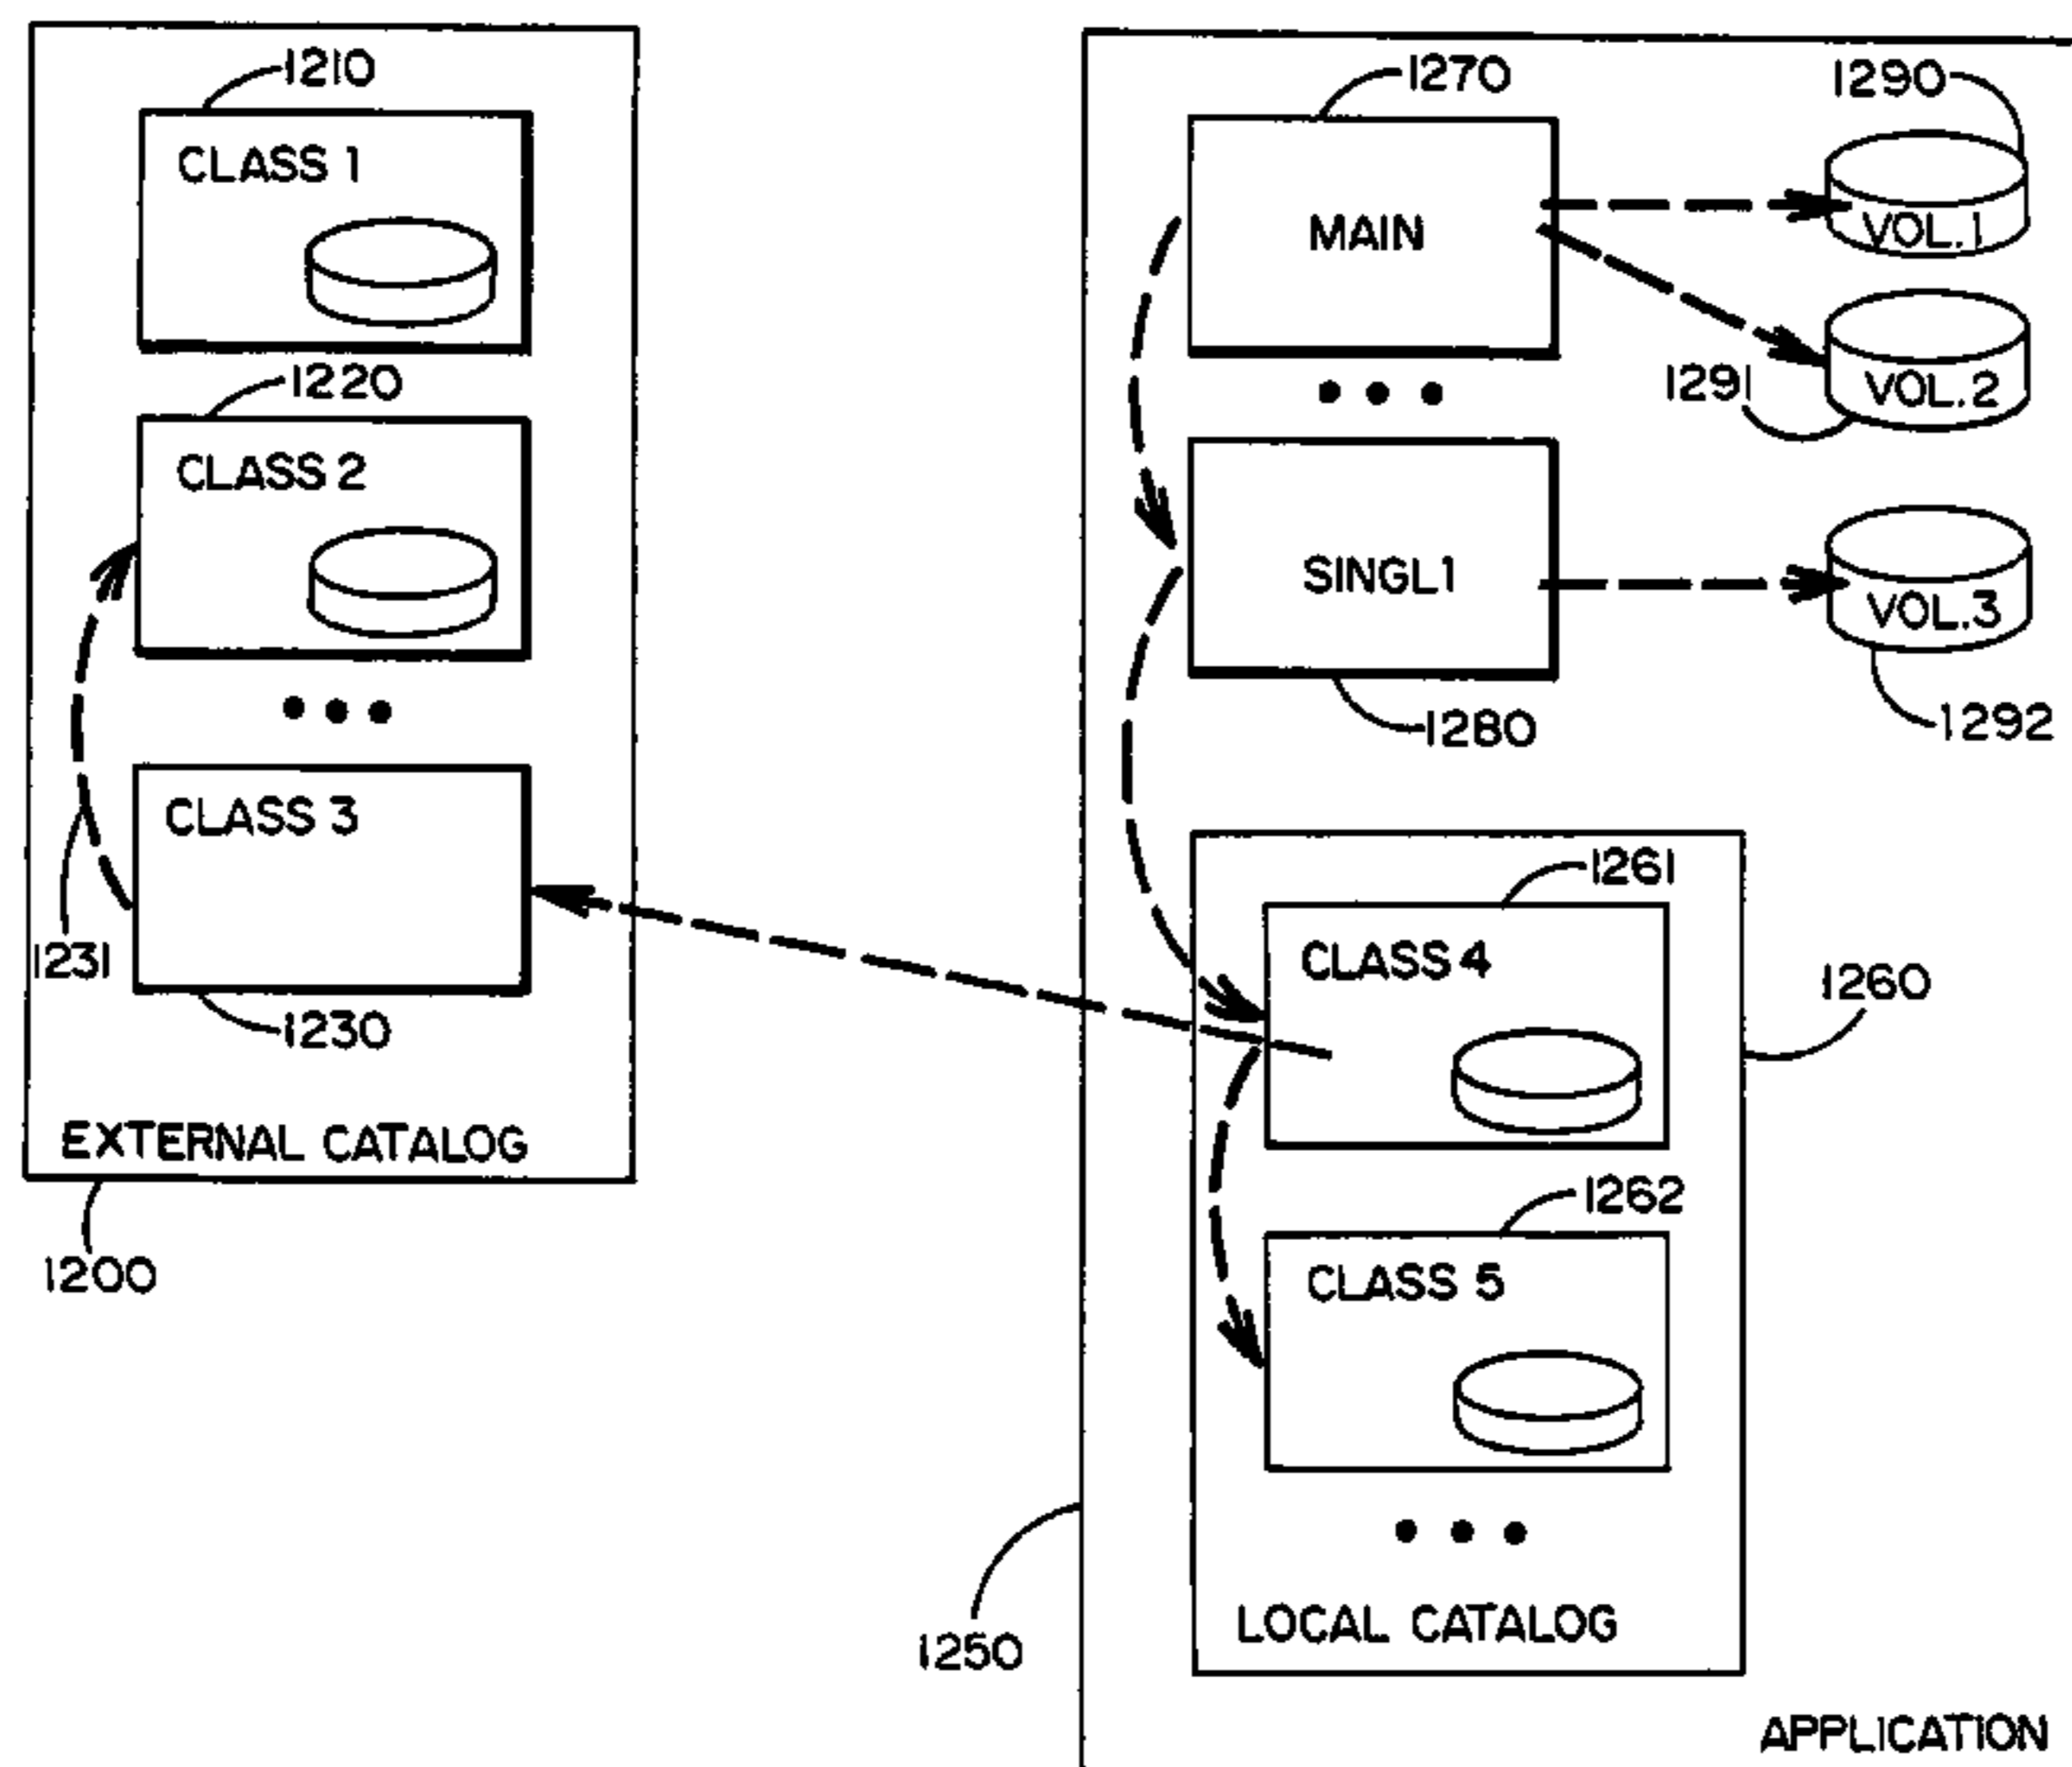 1210
CLASS 1
1220
CLASS 2
CLASS 3
1231
1230
EXTERNAL CATALOG
1200
1270
1290
MAIN
VOL.1
1291
VOL.2
SINGL1
VOL.3
1280
1292
1261
CLASS 4
1260
1262
CLASS 5
LOCAL CATALOG
1250
APPLICATION